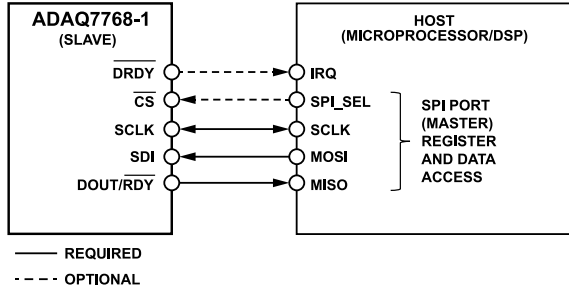 ADAQ7768-1
(SLAVE)
HOST
(MICROPROCESSOR/DSP)
DRDY
IRQ
CS
SPI_SEL
SCLK
SCLK
SDI
MOSI
DOUT/RDY
MISO
SPI PORT
(MASTER)
REGISTER
AND DATA
ACCESS
REQUIRED
OPTIONAL